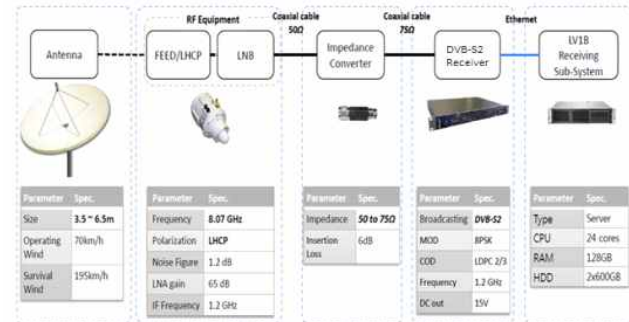 RF Equipment
Coaxial cable
50Ω
Coaxial cable
75Ω
Ethernet
Antenna
FEED/LHCP
LNB
Impedance
Converter
DVB-S2
Receiver
LV1B
Receiving
Sub-System
Parameter Spec.
Size 3.5 ~ 6.5m
Operating
Wind 70km/h
Survival
Wind 195km/h
Parameter Spec.
Frequency 8.07 GHz
Polarization LHCP
Noise Figure 1.2 dB
LNA gain 65 dB
IF Frequency 1.2 GHz
Parameter Spec.
Impedance 50 to 75Ω
Insertion
Loss 6dB
Parameter Spec.
Broadcasting DVB-S2
MOD 8PSK
COD LDPC 2/3
Frequency 1.2 GHz
DC out 15V
Parameter Spec.
Type Server
CPU 24 cores
RAM 128GB
HDD 2x600GB